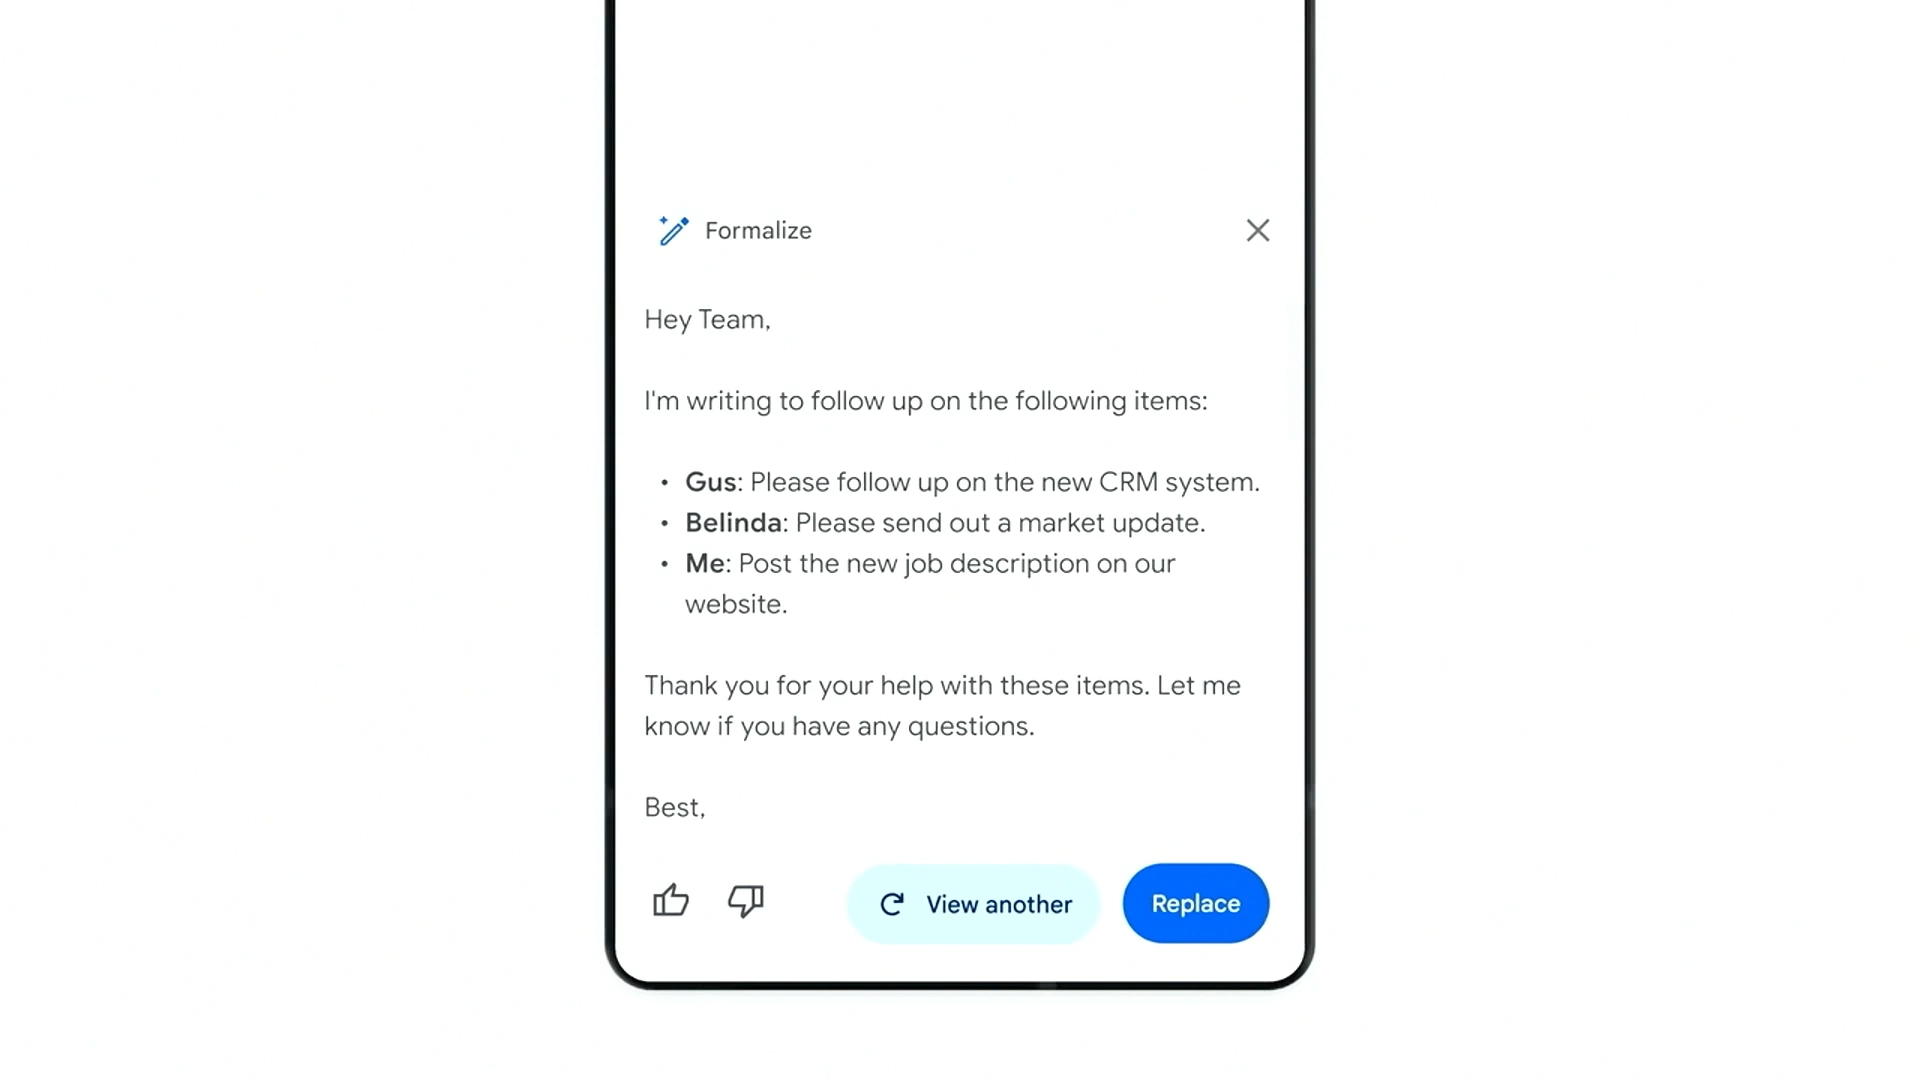 Formalize
Hey Team,
I'm writing to follow up on the following items:
• Gus: Please follow up on the new CRM system.
• Belinda: Please send out a market update.
• Me: Post the new job description on our
website.
Thank you for your help with these items. Let me
know if you have any questions.
Best,
View another
Replace